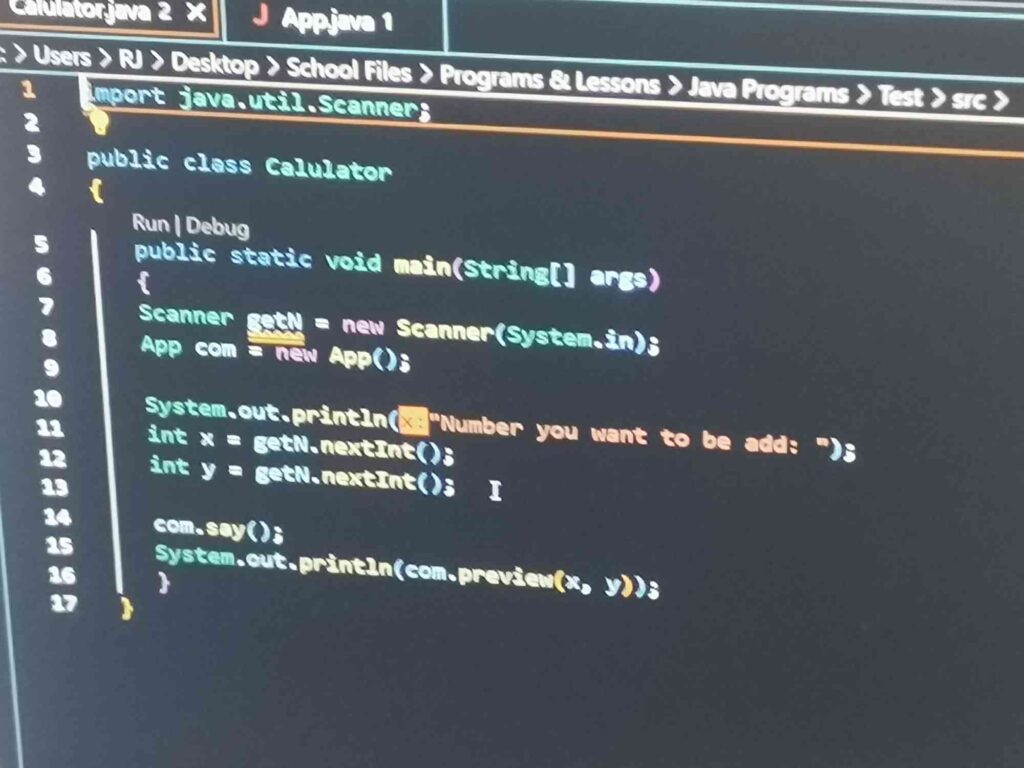 Calulator.java 2 ✕ J App.java 1
: > Users > RJ > Desktop > School Files > Programs & Lessons > Java Programs > Test > src >
1 import java.util.Scanner;
2
3 public class Calulator
4 {
Run | Debug
5 public static void main(String[] args)
6 {
7 Scanner getN = new Scanner(System.in);
8 App com = new App();
9
10 System.out.println(x:"Number you want to be add: ");
11 int x = getN.nextInt();
12 int y = getN.nextInt();
13
14 com.say();
15 System.out.println(com.preview(x, y));
16 }
17 }